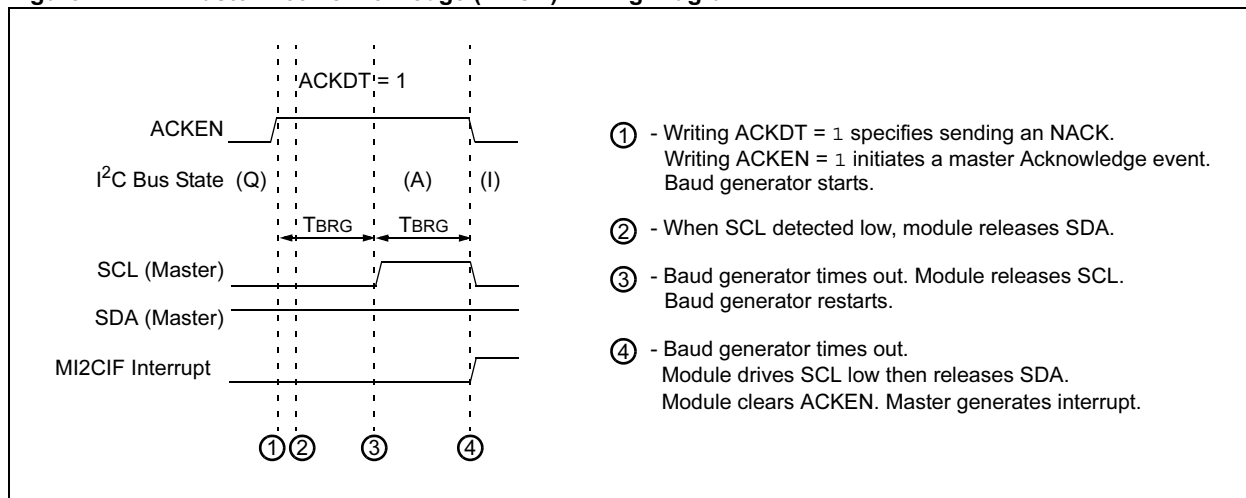 ACKDT = 1
ACKEN
I2C Bus State (Q) (A) (I)
TBRG TBRG
SCL (Master)
SDA (Master)
MI2CIF Interrupt
1 2 3 4
1 - Writing ACKDT = 1 specifies sending an NACK.
Writing ACKEN = 1 initiates a master Acknowledge event.
Baud generator starts.
2 - When SCL detected low, module releases SDA.
3 - Baud generator times out. Module releases SCL.
Baud generator restarts.
4 - Baud generator times out.
Module drives SCL low then releases SDA.
Module clears ACKEN. Master generates interrupt.